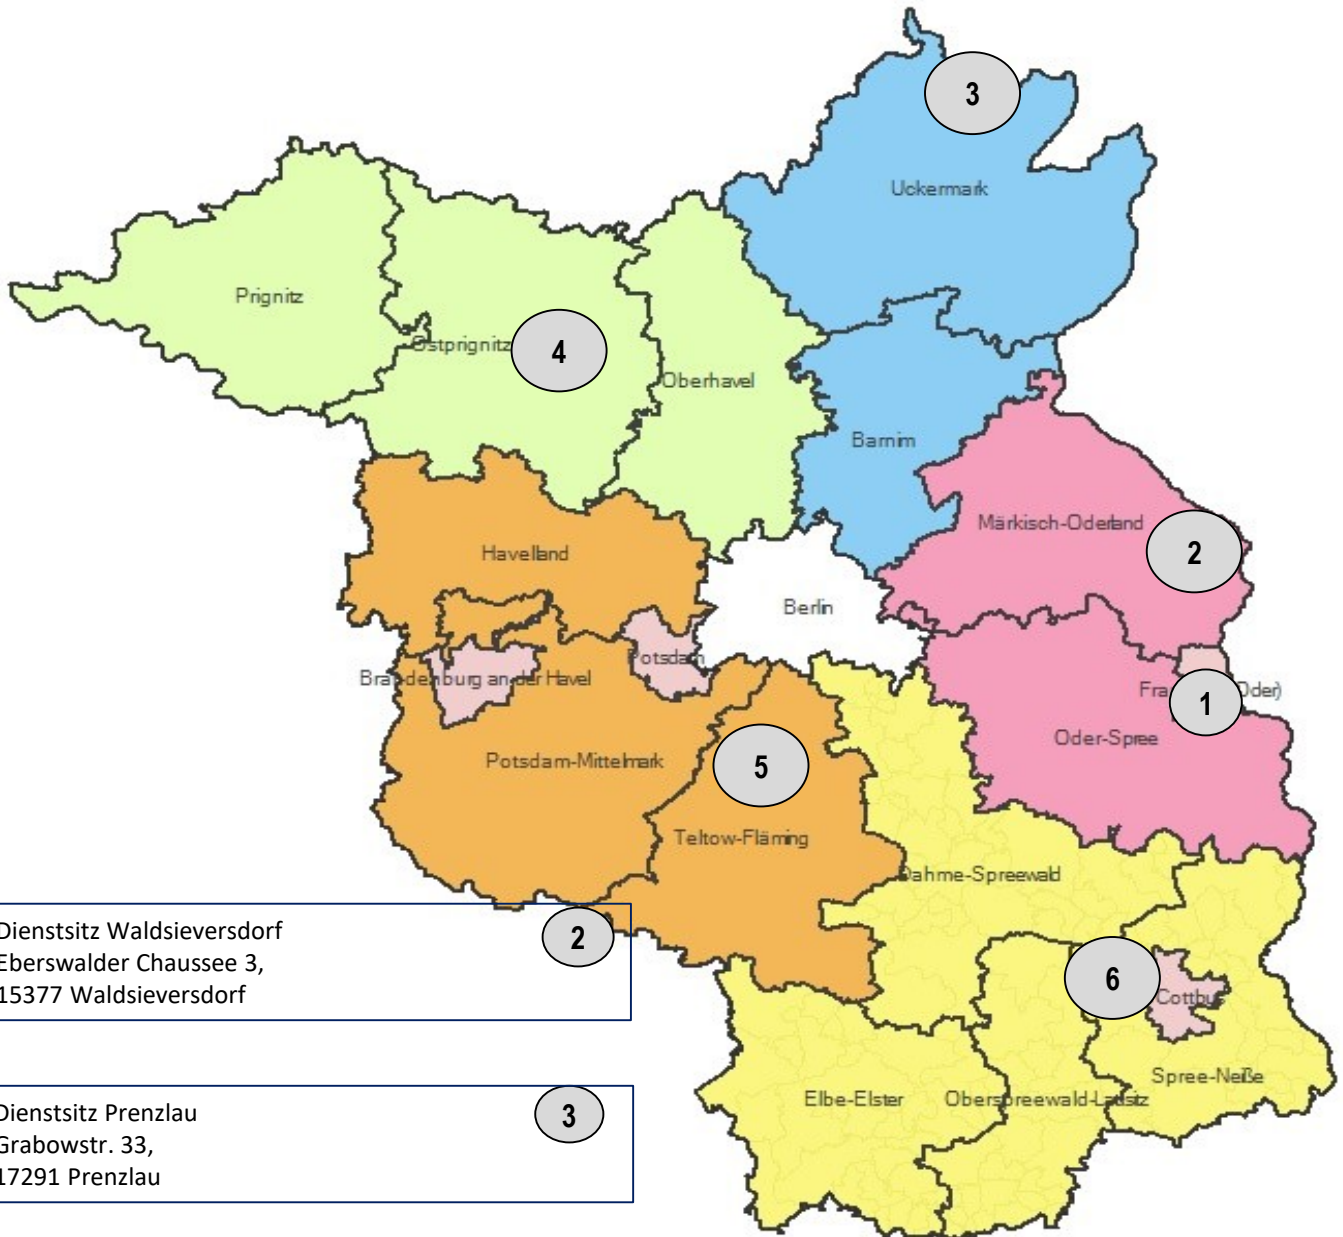 3
Uckermark
Prignitz
Ostprignitz
4
Oberhavel
Barnim
Märkisch-Oderland
2
Havelland
Berlin
Potsdam
Brandenburg an der Havel
Fra
Oder)
1
Oder-Spree
Potsdam-Mittelmark
5
Teltow-Fläming
Dahme-Spreewald
6
Cottbus
Spree-Neiße
Elbe-Elster
Oberspreewald-Lausitz
Dienstsitz Waldsieversdorf
2
Eberswalder Chaussee 3,
15377 Waldsieversdorf
Dienstsitz Prenzlau
3
Grabowstr. 33,
17291 Prenzlau